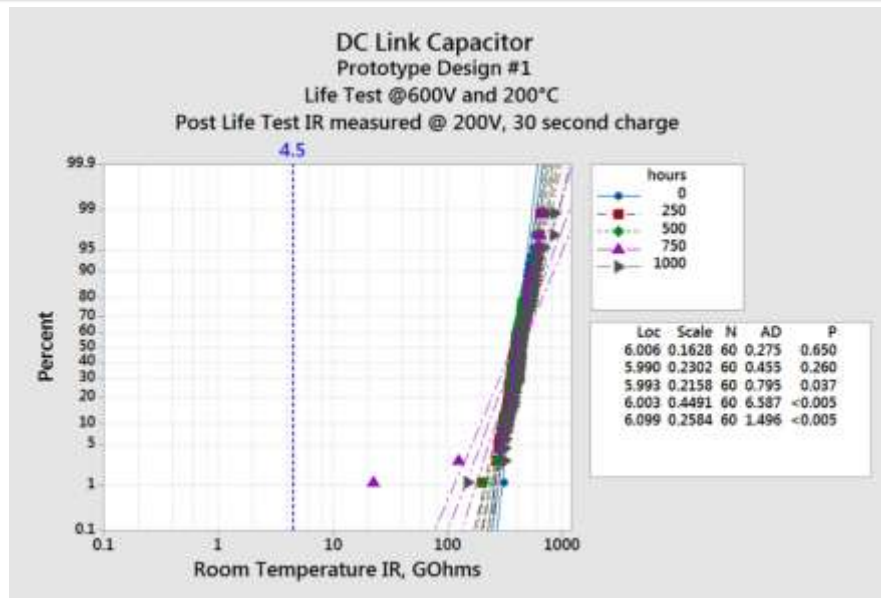 DC Link Capacitor
Prototype Design #1
Life Test @600V and 200°C
Post Life Test IR measured @ 200V, 30 second charge
4.5
99.9
99
95
90
80
70
60
50
40
30
20
10
5
1
0.1
Percent
0.1 1 10 100 1000
Room Temperature IR, GOhms
hours
0
250
500
750
1000
Loc Scale N AD P
6.006 0.1628 60 0.275 0.650
5.990 0.2302 60 0.455 0.260
5.993 0.2158 60 0.795 0.037
6.003 0.4491 60 6.587 <0.005
6.099 0.2584 60 1.496 <0.005